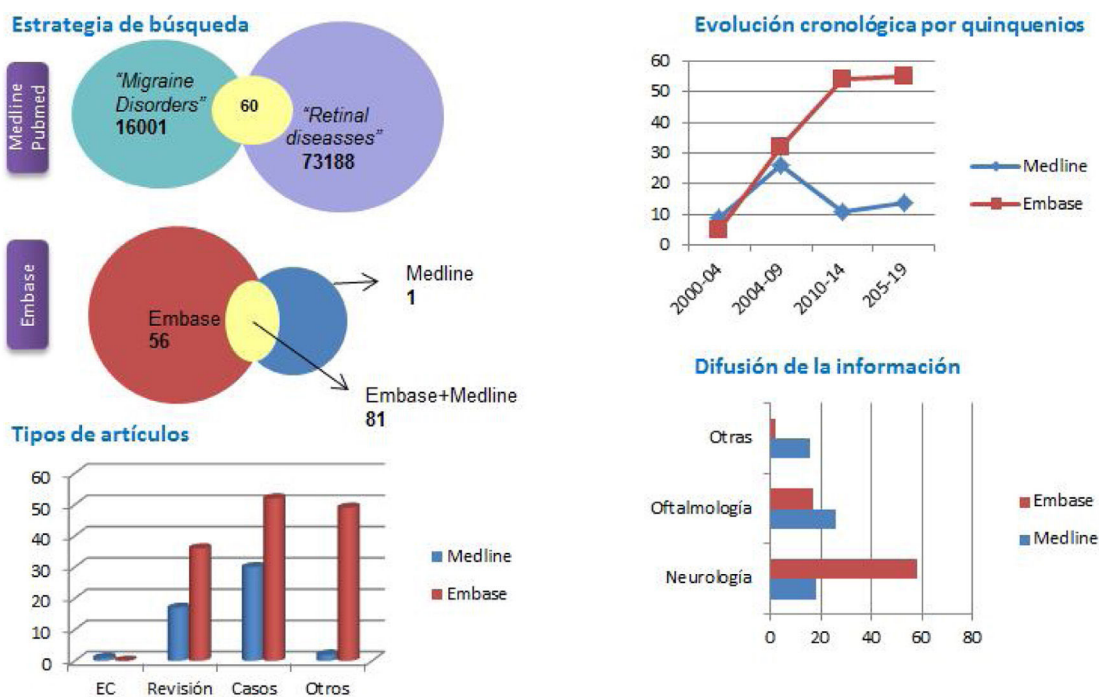 Estrategia de búsqueda
Medline
Pubmed
“Migraine
Disorders”
16001
60
“Retinal
diseasses”
73188
Embase
Embase
56
Medline
1
Embase+Medline
81
Tipos de artículos
60
50
40
30
20
10
0
EC
Revisión
Casos
Otros
Medline
Embase
Evolución cronológica por quinquenios
60
50
40
30
20
10
0
2000-04
2004-09
2010-14
205-19
Medline
Embase
Difusión de la información
Otras
Oftalmología
Neurología
0
20
40
60
80
Embase
Medline